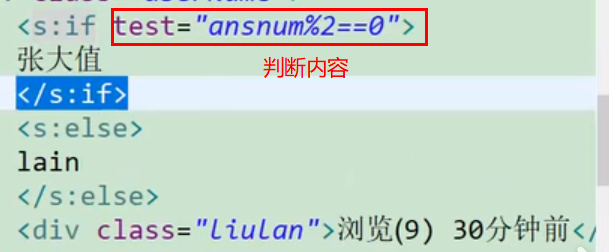 <s:if test="ansnum%2==0">
判断内容
张大值
</s:if>
<s:else>
lain
</s:else>
<div class="liulan">浏览(9) 30分钟前</